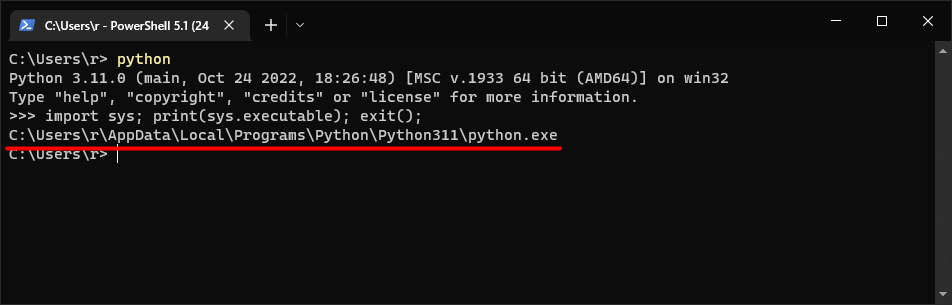 C:\Users\r - PowerShell 5.1 (24
C:\Users\r> python
Python 3.11.0 (main, Oct 24 2022, 18:26:48) [MSC v.1933 64 bit (AMD64)] on win32
Type "help", "copyright", "credits" or "license" for more information.
>>> import sys; print(sys.executable); exit();
C:\Users\r\AppData\Local\Programs\Python\Python311\python.exe
C:\Users\r>